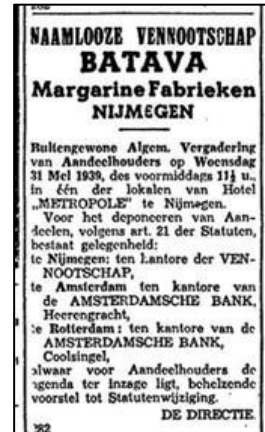 NAAMLOOZE VENNOOTSCHAP
BATAVA
Margarine Fabrieken
NIJMEGEN
Buitengewone Algem. Vergadering
van Aandeelhouders op Woensdag
31 Mei 1939, des voormiddags 11½ u.,
in één der lokalen van Hotel
„METROPOLE" te Nijmegen.
Voor het deponeeren van Aan-
deelen, volgens art. 21 der Statuten,
bestaat gelegenheid:
te Nijmegen: ten kantore der VEN-
NOOTSCHAP,
te Amsterdam ten kantore van
de AMSTERDAMSCHE BANK,
Heerengracht,
te Rotterdam: ten kantore van de
AMSTERDAMSCHE BANK,
Coolsingel,
alwaar voor Aandeelhouders de
agenda ter inzage ligt, behelzende
voorstel tot Statutenwijziging.
DE DIRECTIE.
782